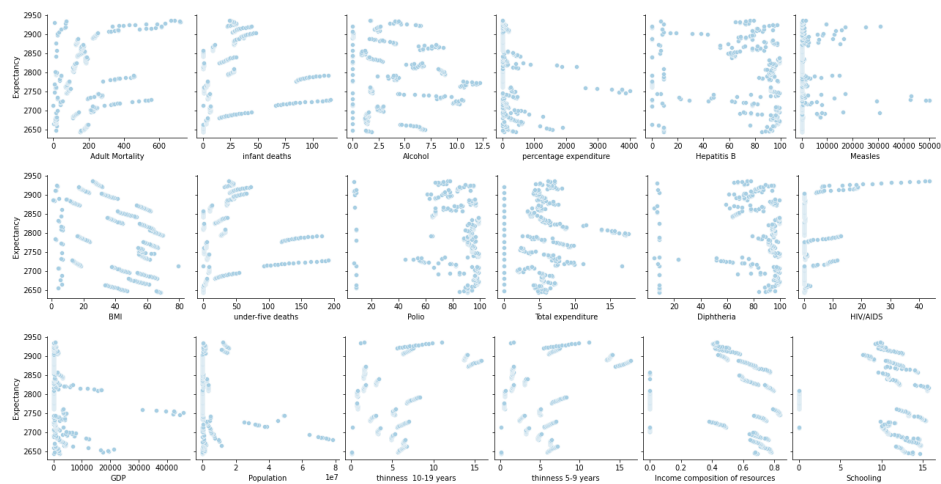 2950
2900
2850
2800
2750
2700
2650
Expectancy
0 200 400 600
Adult Mortality
0 25 50 75 100
infant deaths
0.0 2.5 5.0 7.5 10.0 12.5
Alcohol
0 1000 2000 3000 4000
percentage expenditure
0 20 40 60 80 100
Hepatitis B
0 10000 20000 30000 40000 50000
Measles
2950
2900
2850
2800
2750
2700
2650
Expectancy
0 20 40 60 80
BMI
0 50 100 150 200
under-five deaths
20 40 60 80 100
Polio
0 5 10 15
Total expenditure
20 40 60 80 100
Diphtheria
0 10 20 30 40
HIV/AIDS
2950
2900
2850
2800
2750
2700
2650
Expectancy
0 10000 20000 30000 40000
GDP
0 2 4 6 8
1e7
Population
0 5 10 15
thinness 10-19 years
0 5 10 15
thinness 5-9 years
0.0 0.2 0.4 0.6 0.8
Income composition of resources
0 5 10 15
Schooling